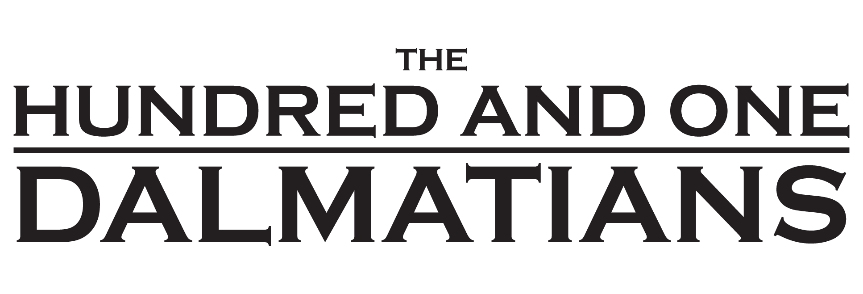 THE
HUNDRED AND ONE
DALMATIANS